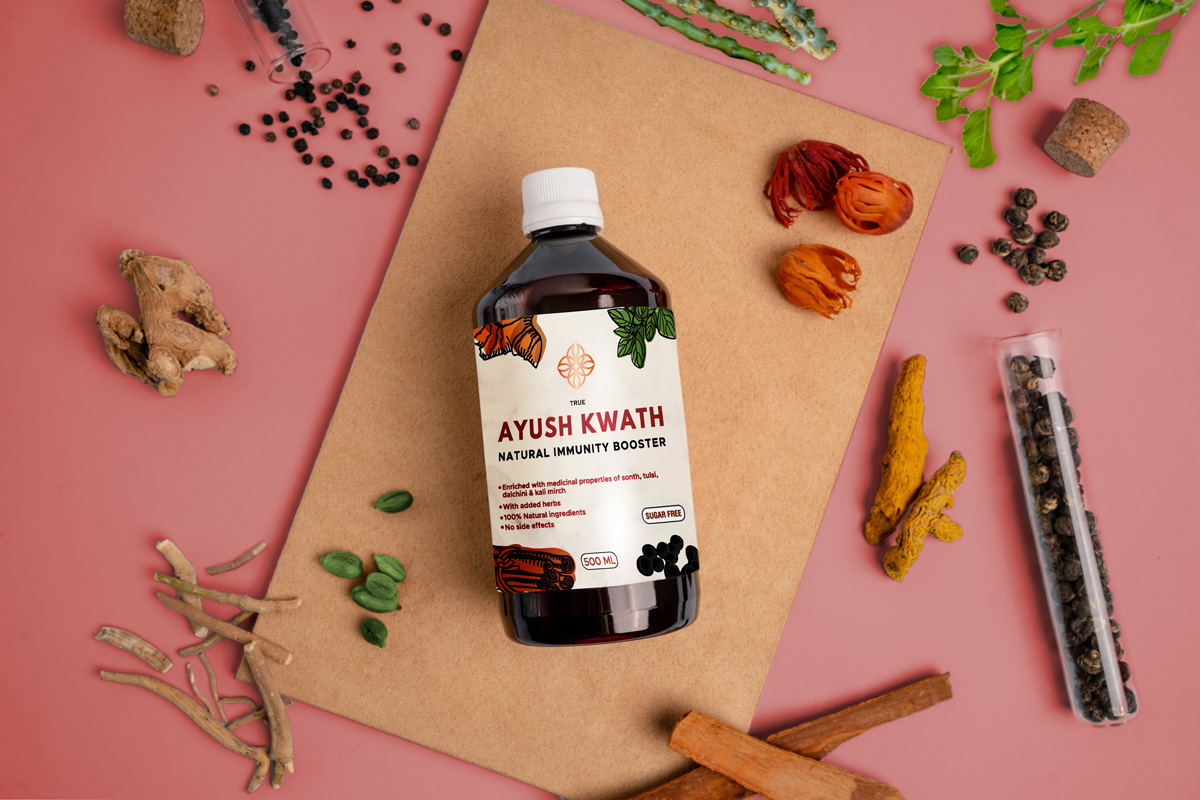 TRUE
AYUSH KWATH
NATURAL IMMUNITY BOOSTER
• Enriched with medicinal properties of sonth, tulsi,
dalchini & kali mirch
• With added herbs
• 100% Natural ingredients
• No side effects
SUGAR FREE
500 ML